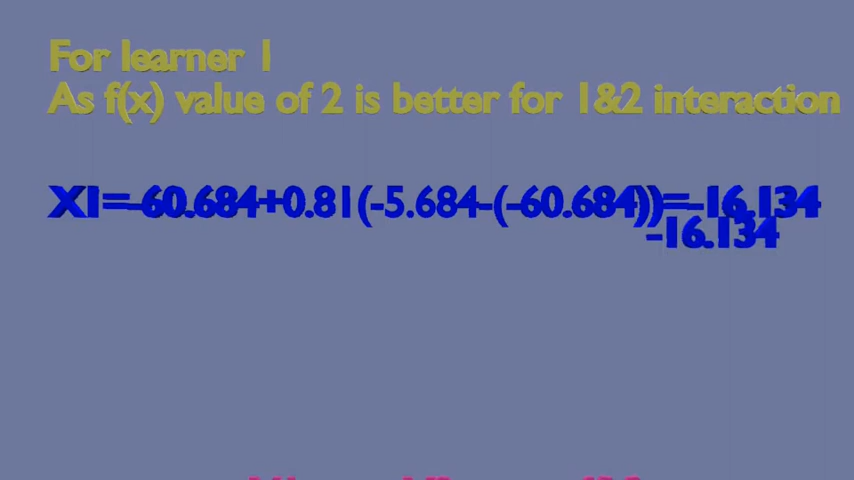 For learner 1
As f(x) value of 2 is better for 1&2 interaction
X1=-60.684+0.81(-5.684-(-60.684))=-16.134
-16.134